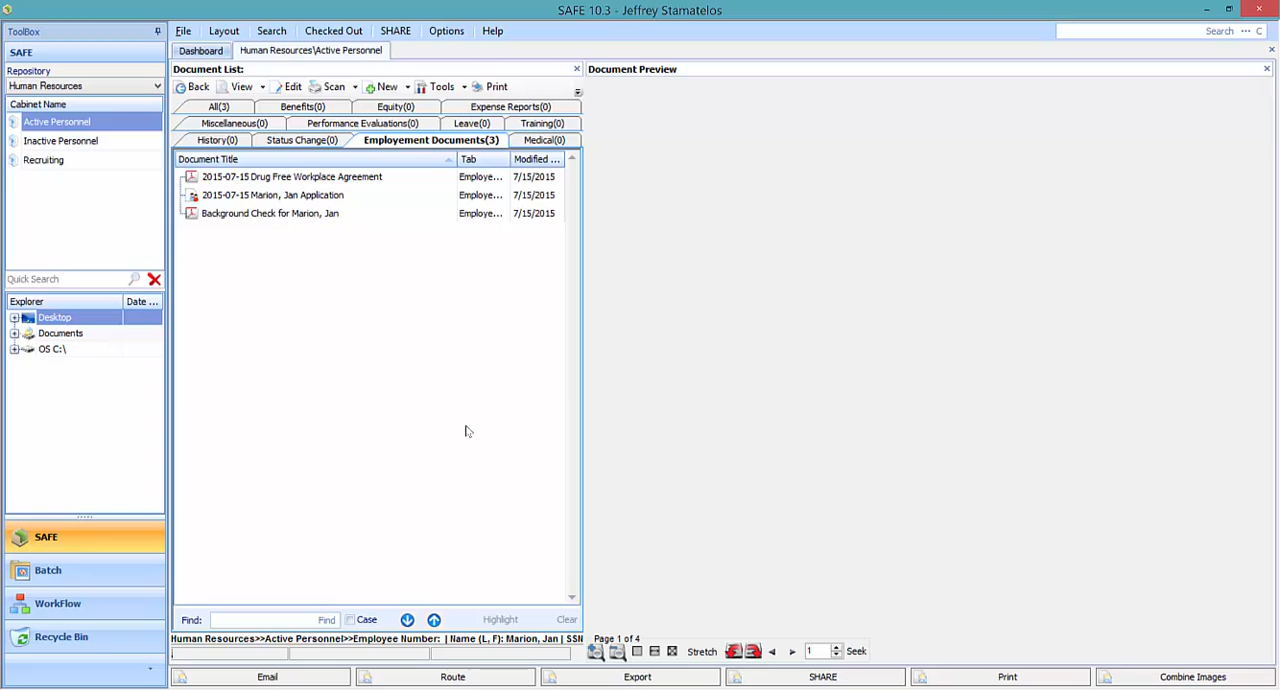 SAFE 10.3 - Jeffrey Stamatelos
ToolBox
File Layout Search Checked Out SHARE Options Help
Search ··· C
SAFE
Dashboard Human Resources\Active Personnel
Repository
Human Resources
Document List:
Document Preview
Back View Edit Scan New Tools Print
Cabinet Name
Active Personnel
Inactive Personnel
Recruiting
All(3) Benefits(0) Equity(0) Expense Reports(0)
Miscellaneous(0) Performance Evaluations(0) Leave(0) Training(0)
History(0) Status Change(0) Employement Documents(3) Medical(0)
Document Title Tab Modified ...
2015-07-15 Drug Free Workplace Agreement Employe... 7/15/2015
2015-07-15 Marion, Jan Application Employe... 7/15/2015
Background Check for Marion, Jan Employe... 7/15/2015
Quick Search
Explorer Date ...
Desktop
Documents
OS C:\
SAFE
Batch
WorkFlow
Recycle Bin
Find: Find Case Highlight Clear
Human Resources>>Active Personnel>>Employee Number: | Name (L, F): Marion, Jan | SSN
Page 1 of 4
Stretch 1 Seek
Email Route Export SHARE Print Combine Images